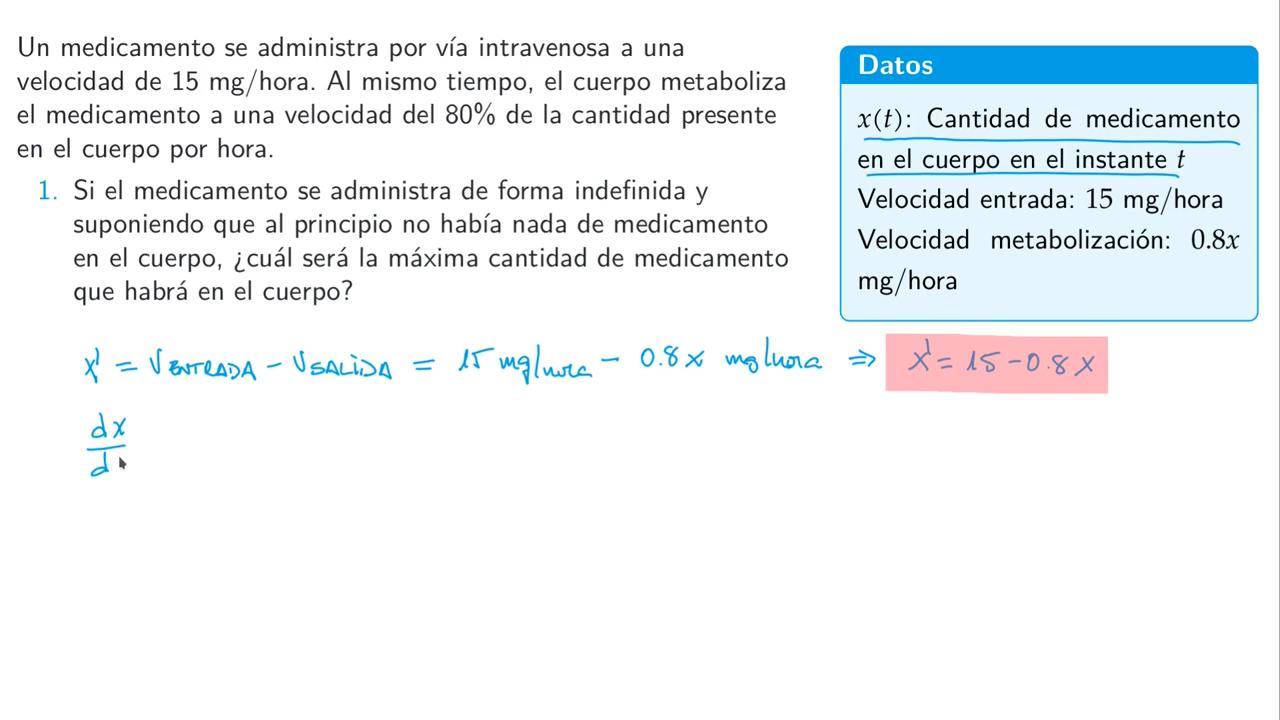 Un medicamento se administra por vía intravenosa a una
velocidad de 15 mg/hora. Al mismo tiempo, el cuerpo metaboliza
el medicamento a una velocidad del 80% de la cantidad presente
en el cuerpo por hora.
1. Si el medicamento se administra de forma indefinida y
suponiendo que al principio no había nada de medicamento
en el cuerpo, ¿cuál será la máxima cantidad de medicamento
que habrá en el cuerpo?
Datos
x(t): Cantidad de medicamento
en el cuerpo en el instante t
Velocidad entrada: 15 mg/hora
Velocidad metabolización: 0.8x
mg/hora
x' = VENTRADA - VSALIDA = 15 mg/hora - 0.8x mg/hora ⇒ x' = 15 - 0.8x
dx
d